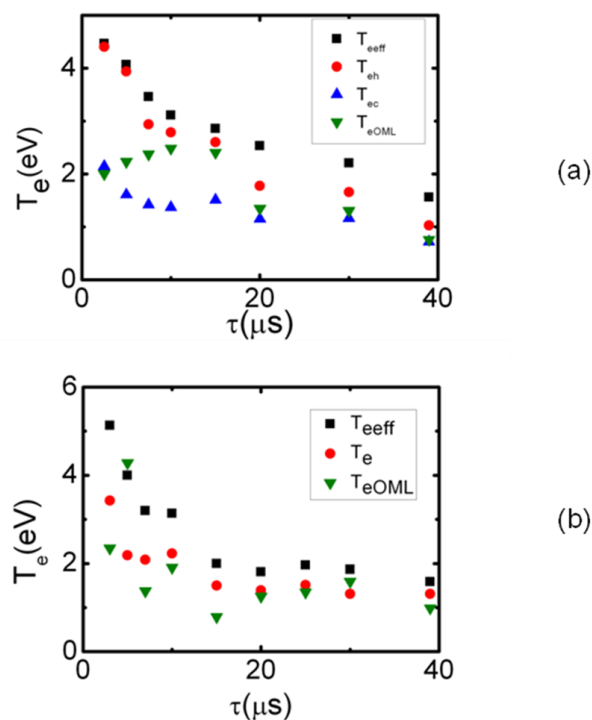 T_eeff
T_eh
T_ec
T_eOML
4
2
0
T_e(eV)
0 20 40
τ(μs)
(a)
T_eeff
T_e
T_eOML
6
4
2
0
T_e(eV)
0 20 40
τ(μs)
(b)